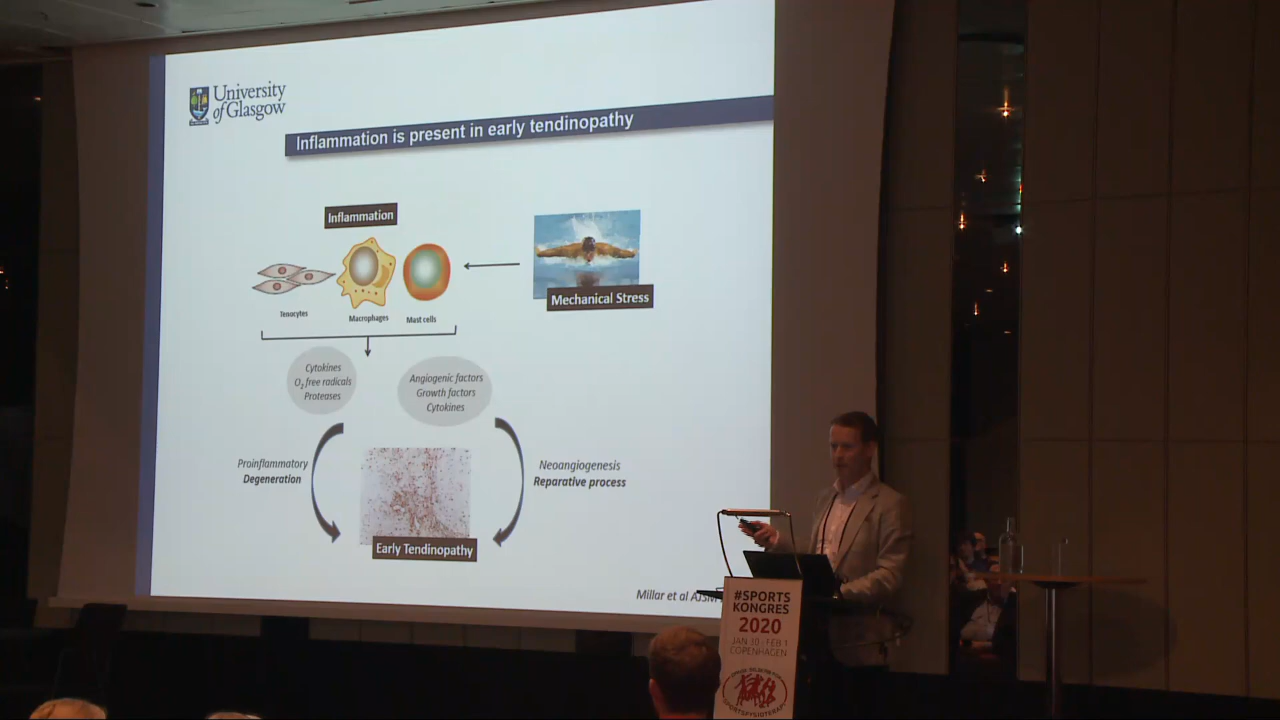 University
of Glasgow
Inflammation is present in early tendinopathy
Inflammation
Mechanical Stress
Tenocytes
Macrophages
Mast cells
Cytokines
O2 free radicals
Proteases
Angiogenic factors
Growth factors
Cytokines
Proinflammatory
Degeneration
Neoangiogenesis
Reparative process
Early Tendinopathy
Millar et al AJSM
#SPORTS
KONGRES
2020
JAN 30 - FEB 1
COPENHAGEN